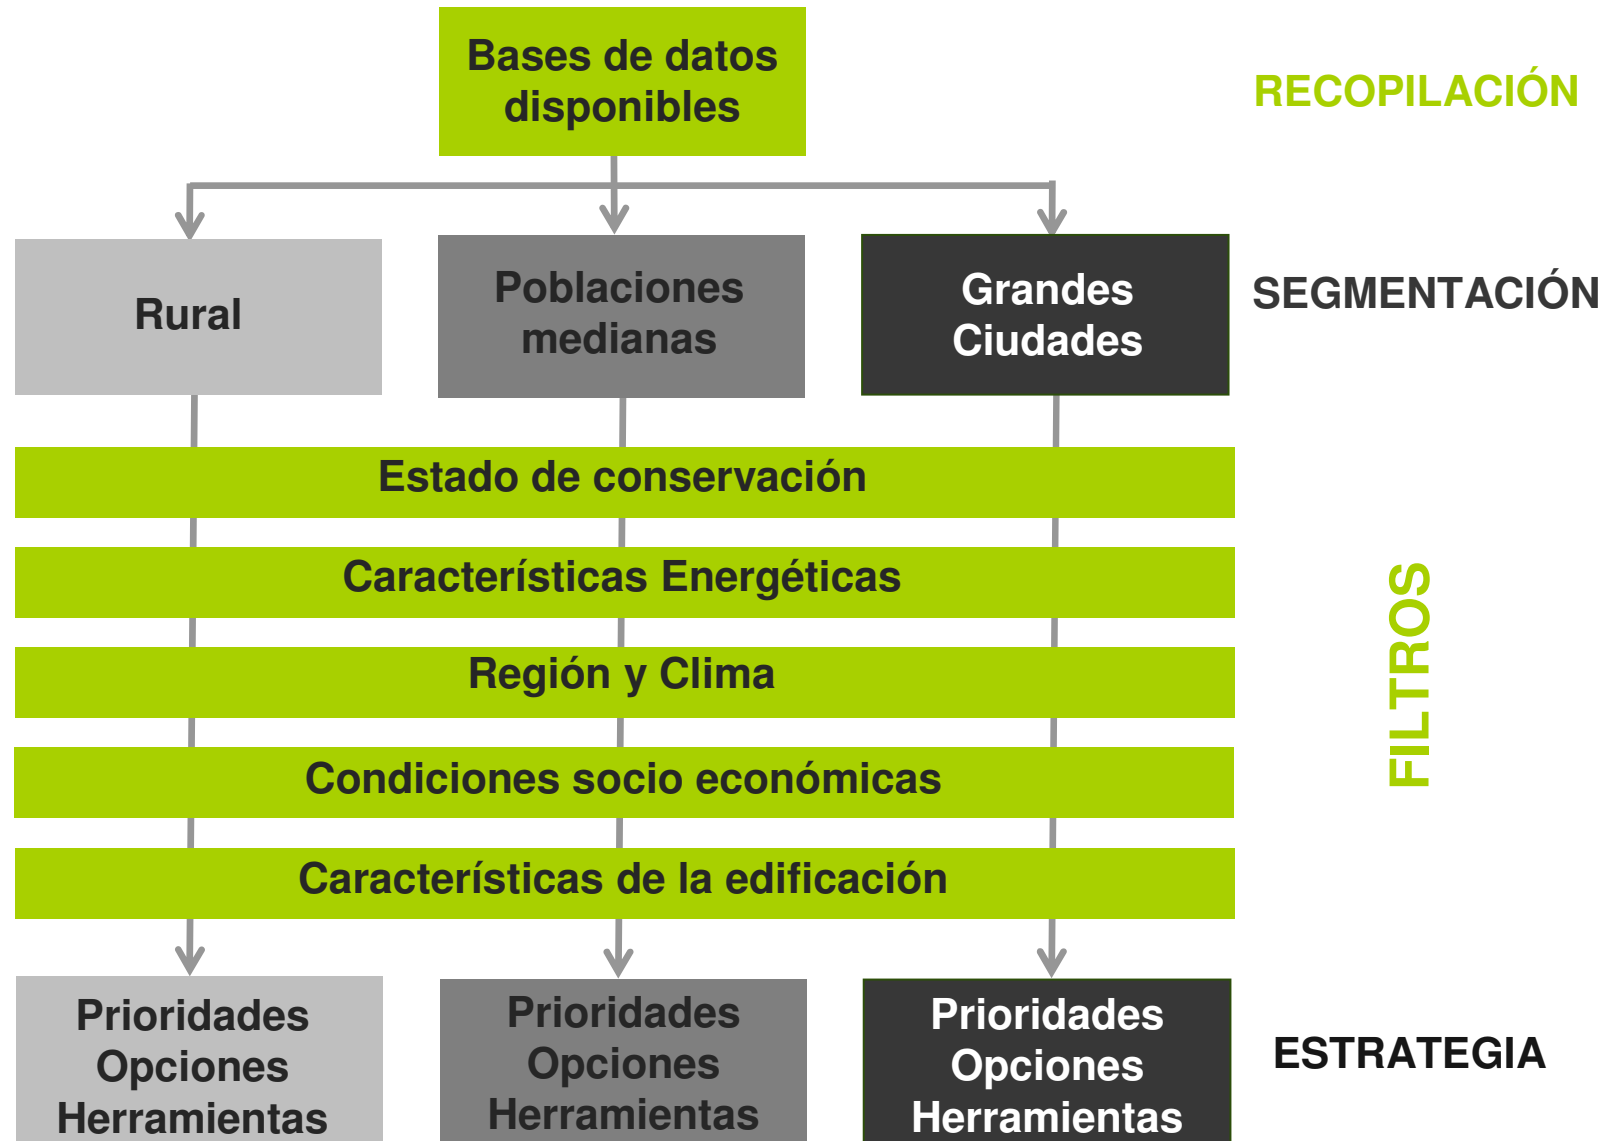 Bases de datos
disponibles
RECOPILACIÓN
Rural
Poblaciones
medianas
Grandes
Ciudades
SEGMENTACIÓN
Estado de conservación
Características Energéticas
Región y Clima
Condiciones socio económicas
Características de la edificación
FILTROS
Prioridades
Opciones
Herramientas
Prioridades
Opciones
Herramientas
Prioridades
Opciones
Herramientas
ESTRATEGIA